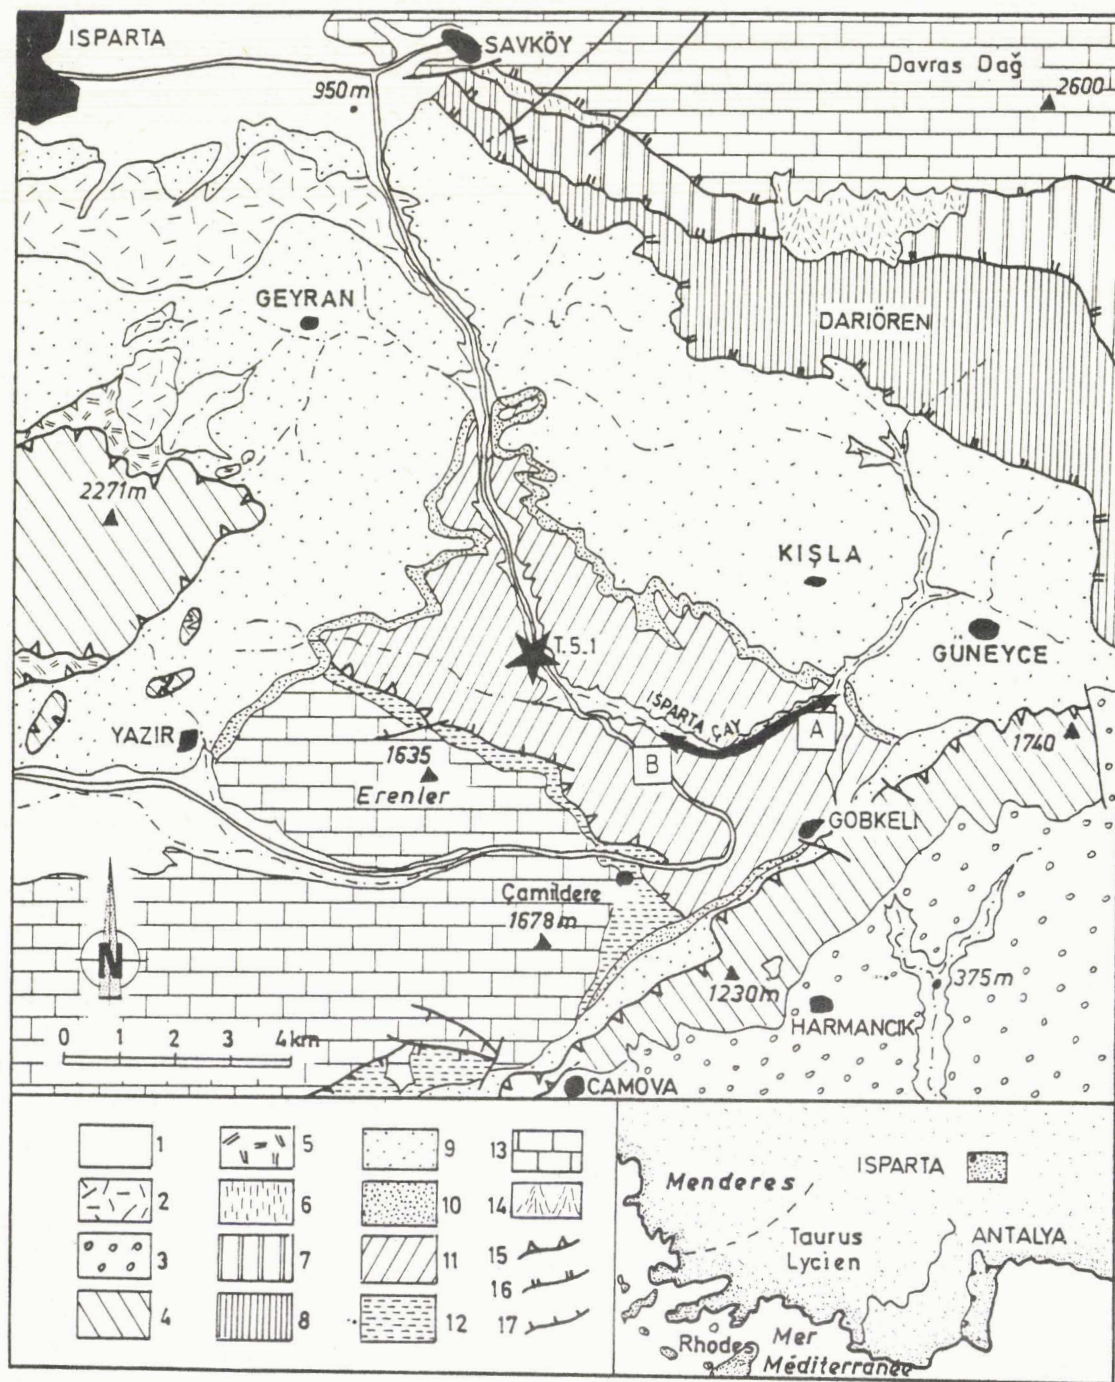 ISPARTA
SAVKÖY
950m
Davras Dağ
2600
GEYRAN
DARIÖREN
2271m
KIŞLA
T.5.1
GÜNEYCE
ISPARTA ÇAY
A
YAZIR
1740
B
1635
Erenler
GÖBKELI
Çamıldere
1678m
N
1230m
375m
HARMANCIK
0 1 2 3 4km
CAMOVA
1
5
9
13
2
6
10
14
3
7
11
15
16
4
8
12
17
ISPARTA
Menderes
Taurus
Lycien
ANTALYA
Rhodes
Mer
Méditerranée